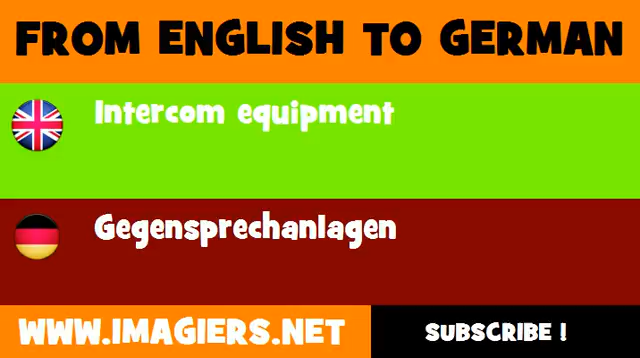 FROM ENGLISH TO GERMAN
Intercom equipment
Gegensprechanlagen
WWW.IMAGIERS.NET
SUBSCRIBE !